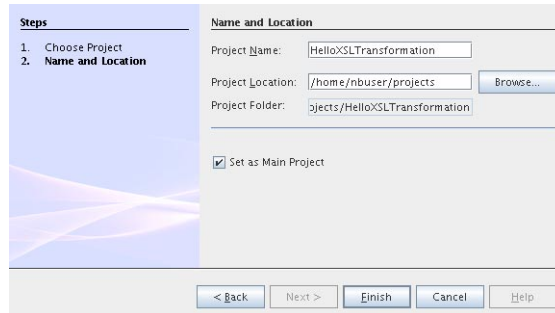 Steps
1. Choose Project
2. Name and Location
Name and Location
Project Name: HelloXSLTransformation
Project Location: /home/nbuser/projects Browse...
Project Folder: ojects/HelloXSLTransformation
Set as Main Project
< Back Next > Finish Cancel Help